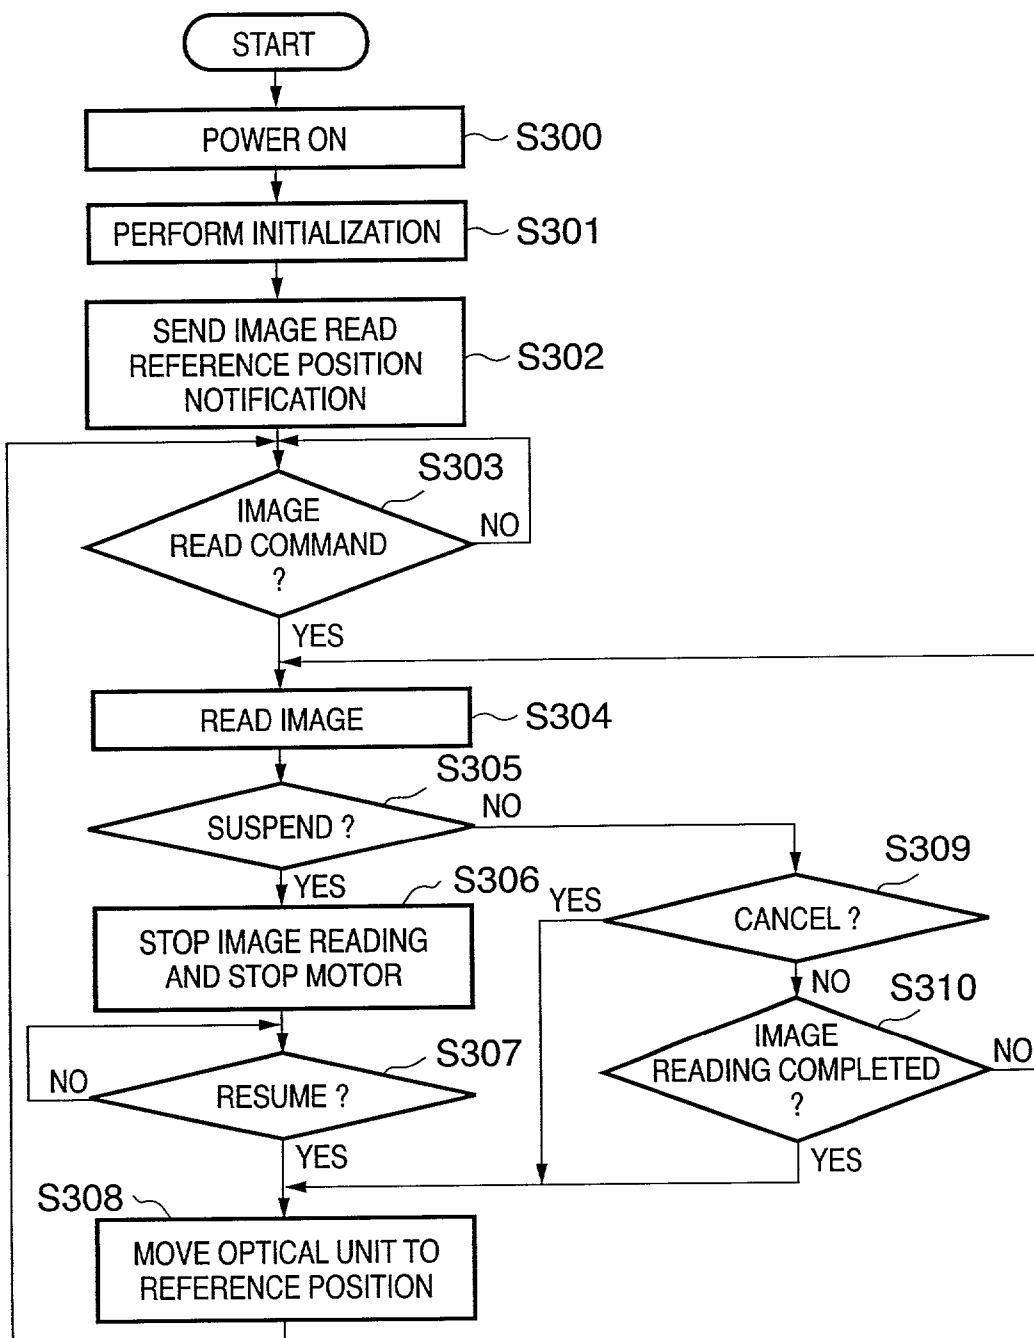 START
POWER ON
S300
PERFORM INITIALIZATION
S301
SEND IMAGE READ
REFERENCE POSITION
NOTIFICATION
S302
S303
IMAGE
READ COMMAND
?
NO
YES
READ IMAGE
S304
S305
SUSPEND ?
NO
YES
S306
STOP IMAGE READING
AND STOP MOTOR
S309
CANCEL ?
YES
NO
S307
RESUME ?
NO
YES
S310
IMAGE
READING COMPLETED
?
NO
YES
S308
MOVE OPTICAL UNIT TO
REFERENCE POSITION